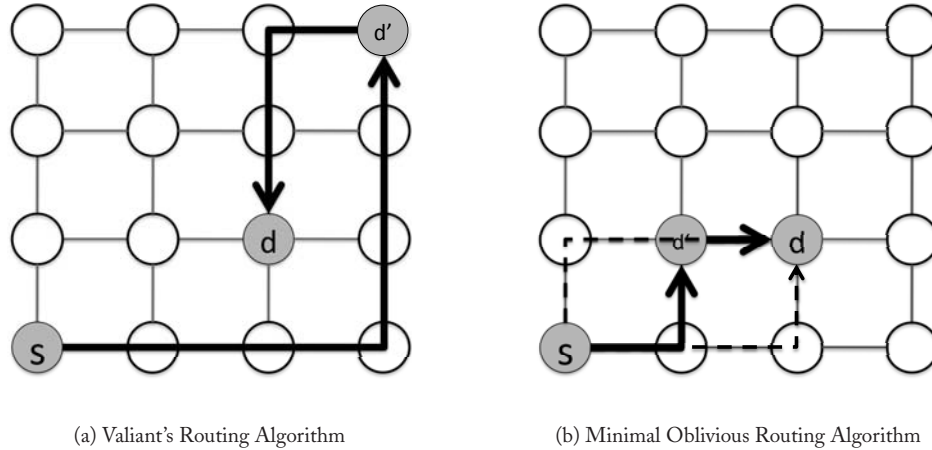 d'
d
S
d'
d
S
(a) Valiant's Routing Algorithm
(b) Minimal Oblivious Routing Algorithm